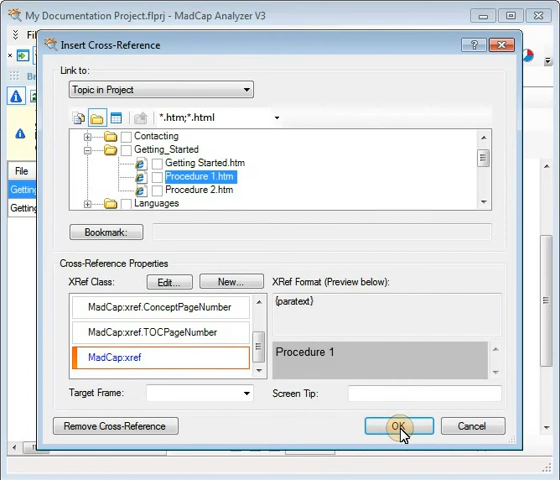 My Documentation Project.flprj - MadCap Analyzer V3
Insert Cross-Reference
Link to:
Topic in Project
*.htm;*.html
Contacting
Getting_Started
Getting Started.htm
Procedure 1.htm
Procedure 2.htm
Languages
File
Getting
Getting
Bookmark:
Cross-Reference Properties
XRef Class:
Edit...
New...
XRef Format (Preview below):
MadCap:xref.ConceptPageNumber
MadCap:xref.TOCPageNumber
MadCap:xref
{paratext}
Procedure 1
Target Frame:
Screen Tip:
Remove Cross-Reference
OK
Cancel